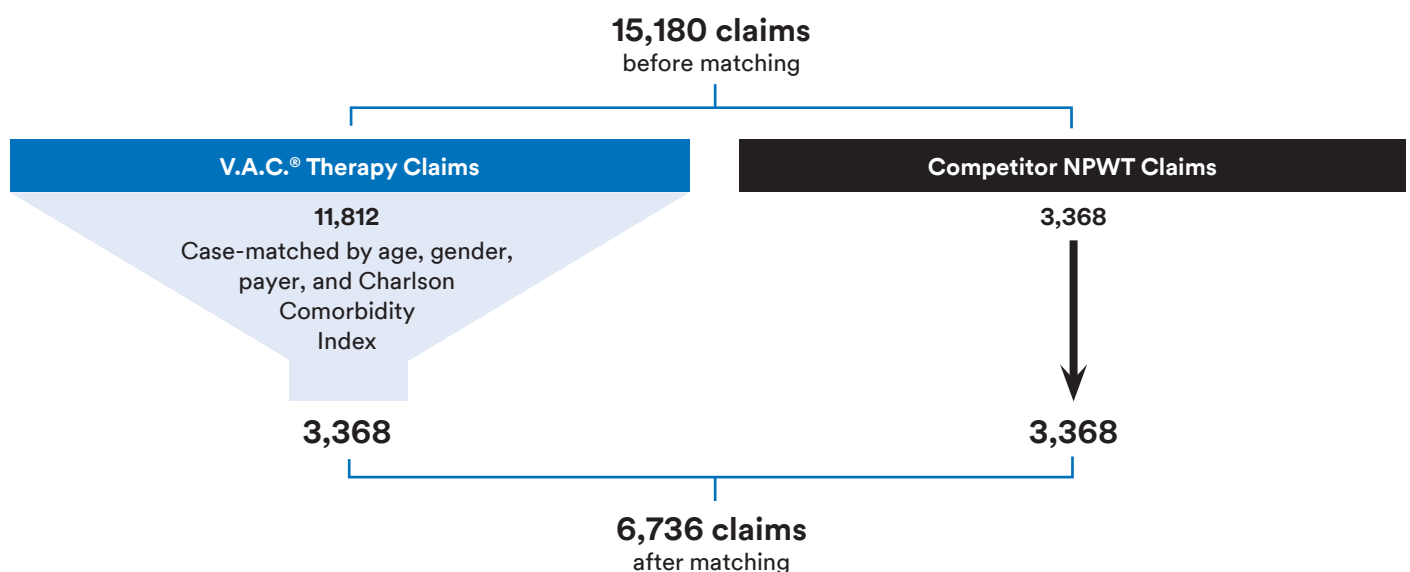 15,180 claims
before matching
V.A.C.® Therapy Claims
Competitor NPWT Claims
11,812
Case-matched by age, gender,
payer, and Charlson
Comorbidity
Index
3,368
3,368
3,368
6,736 claims
after matching